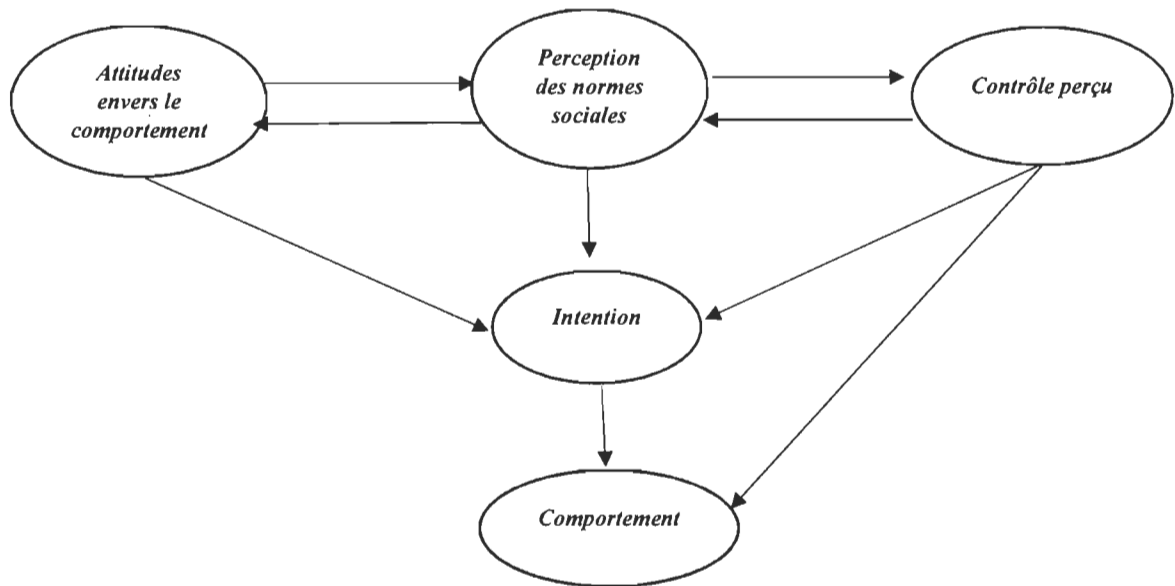 Attitudes
envers le
comportement
Perception
des normes
sociales
Contrôle perçu
Intention
Comportement